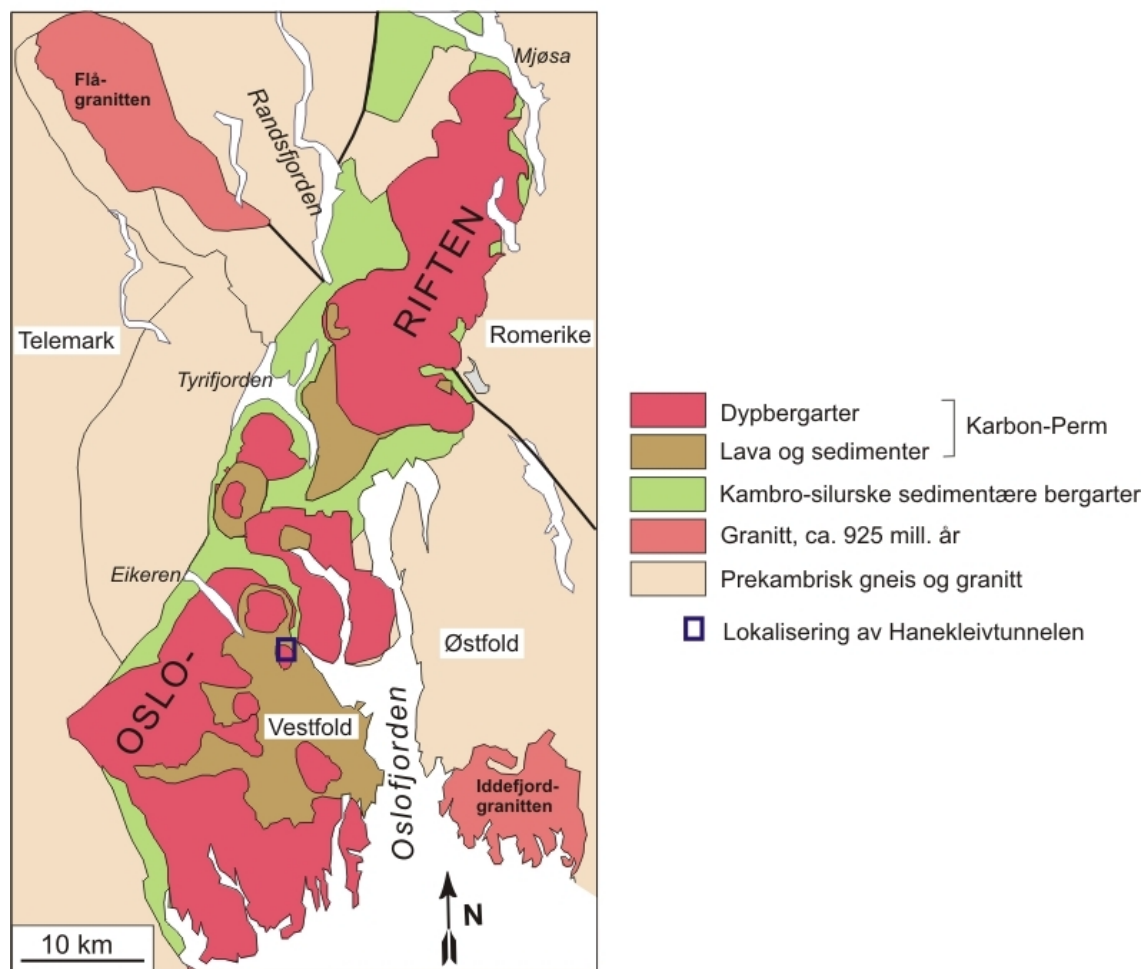 Flå-
granitten
Mjøsa
Randsfjorden
RIFTEN
Telemark
Romerike
Tyrifjorden
Eikeren
Østfold
OSLO-
Vestfold
Oslofjorden
Iddefjord-
granitten
N
10 km
Dypbergarter
Lava og sedimenter
Karbon-Perm
Kambro-silurske sedimentære bergarter
Granitt, ca. 925 mill. år
Prekambrisk gneis og granitt
Lokalisering av Hanekleivtunnelen